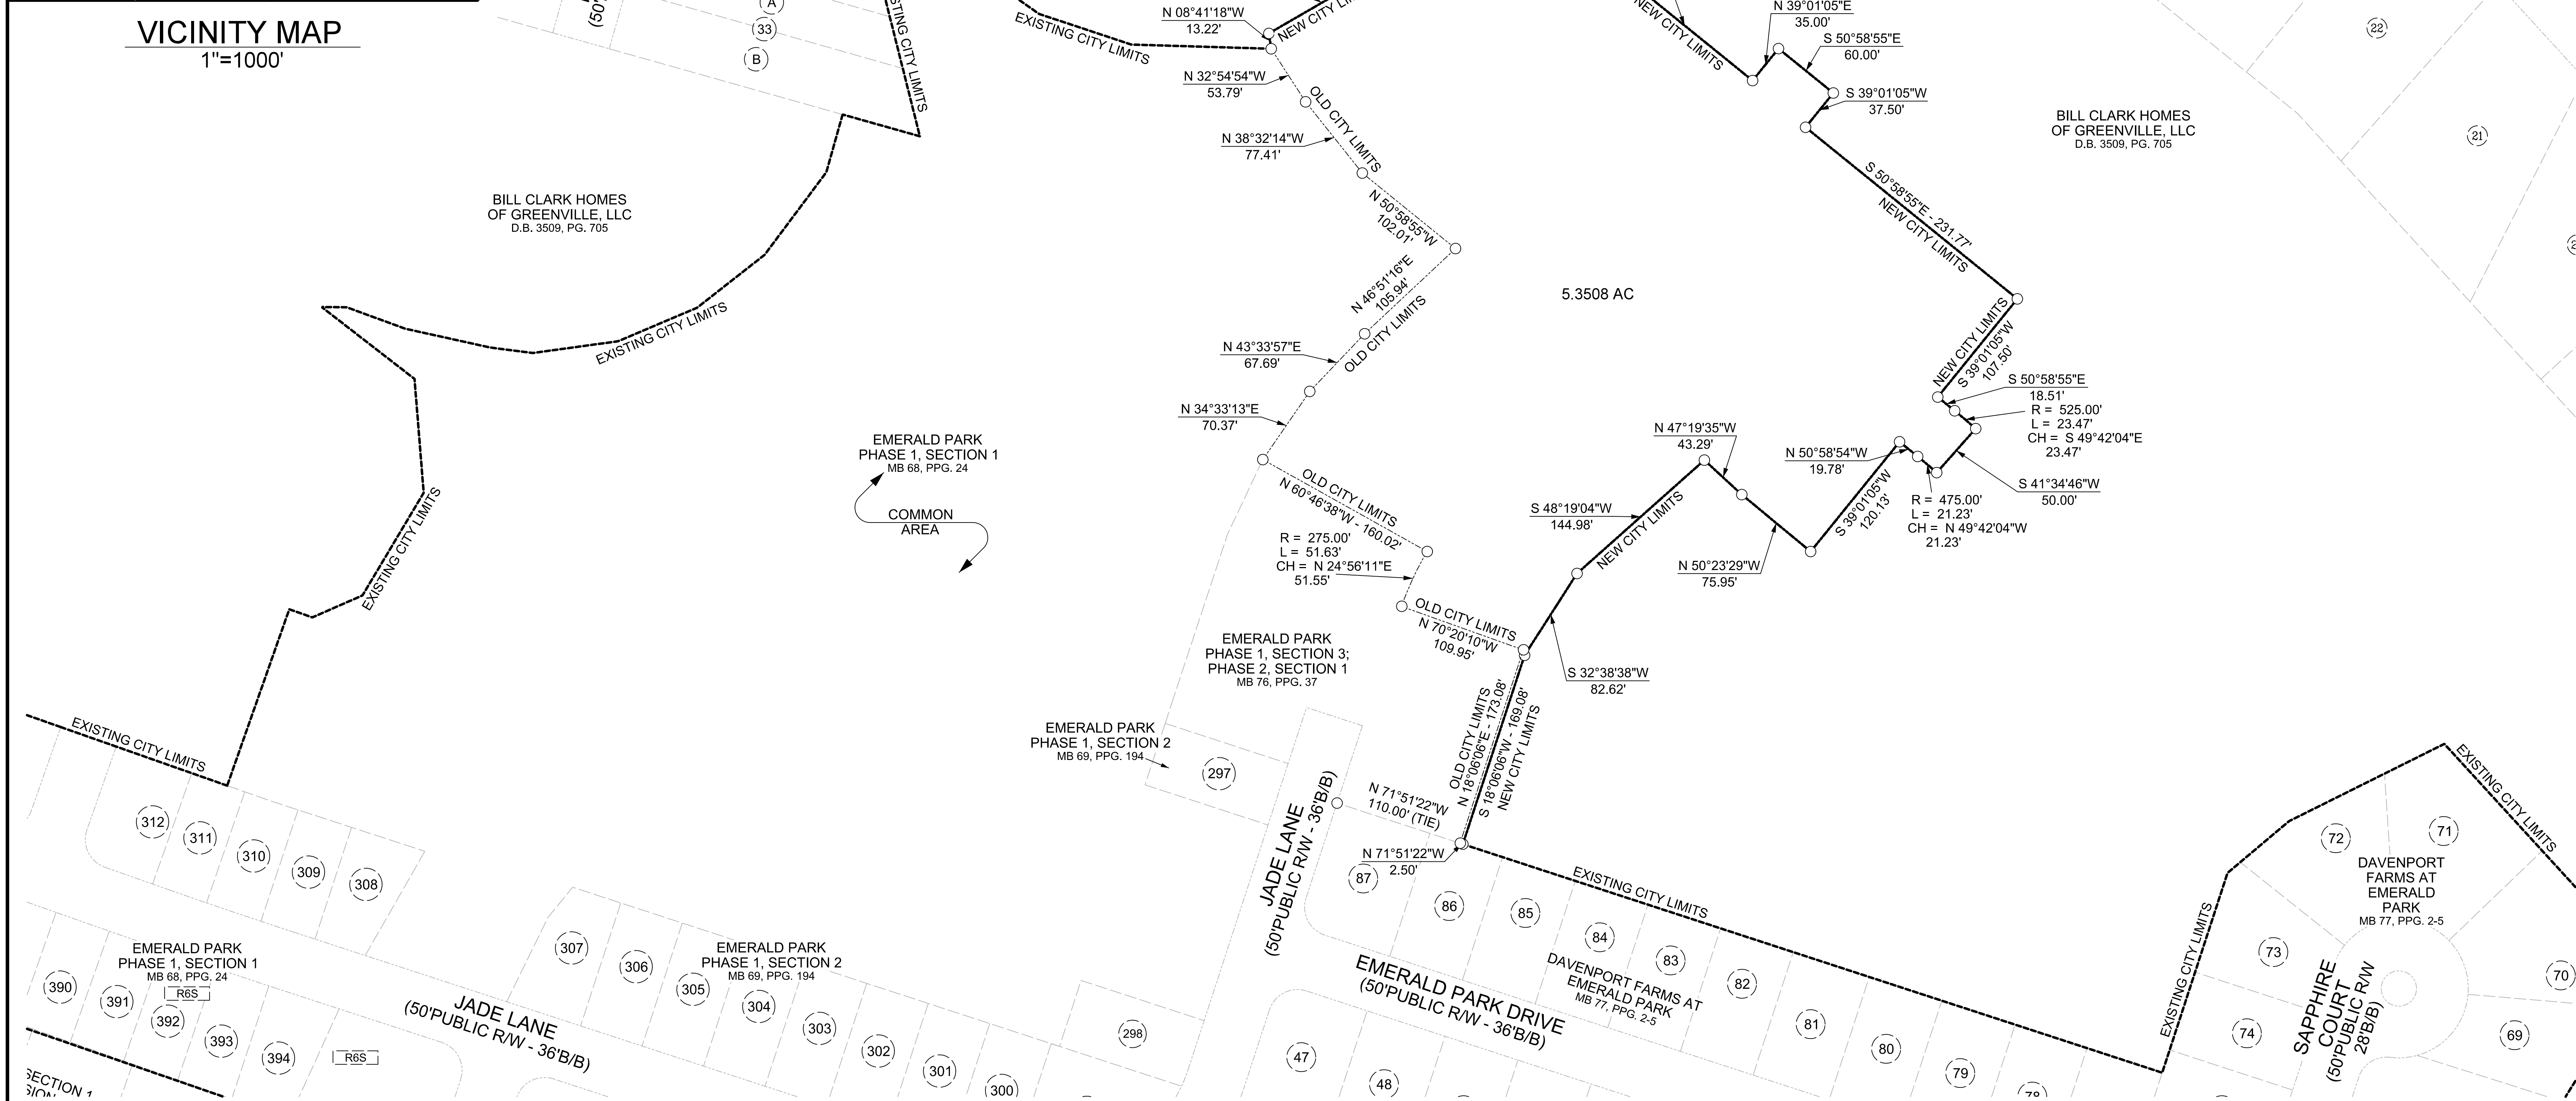 VICINITY MAP
1"=1000'
(50'
A
33
B
EXISTING CITY LIMITS
N 08°41'18"W
13.22'
NEW CITY
EXISTING CITY LIMITS
N 32°54'54"W
53.79'
OLD CITY LIMITS
N 38°32'14"W
77.41'
N 50°58'55"W
102.01'
N 46°51'16"E
105.94'
OLD CITY LIMITS
N 43°33'57"E
67.69'
N 34°33'13"E
70.37'
OLD CITY LIMITS
N 60°46'38"W - 160.02'
R = 275.00'
L = 51.63'
CH = N 24°56'11"E
51.55'
OLD CITY LIMITS
N 70°20'10"W
109.95'
NEW CITY LIMITS
N 39°01'05"E
35.00'
S 50°58'55"E
60.00'
S 39°01'05"W
37.50'
S 50°58'55"E - 231.77'
NEW CITY LIMITS
BILL CLARK HOMES
OF GREENVILLE, LLC
D.B. 3509, PG. 705
22
21
5.3508 AC
NEW CITY LIMITS
S 39°01'05"W
107.50'
S 50°58'55"E
18.51'
R = 525.00'
L = 23.47'
CH = S 49°42'04"E
23.47'
S 41°34'46"W
50.00'
R = 475.00'
L = 21.23'
CH = N 49°42'04"W
21.23'
N 50°58'54"W
19.78'
S 39°01'05"W
120.13'
N 50°23'29"W
75.95'
N 47°19'35"W
43.29'
S 48°19'04"W
144.98'
NEW CITY LIMITS
S 32°38'38"W
82.62'
OLD CITY LIMITS
N 18°06'06"E - 173.08'
S 18°06'06"W - 169.08'
NEW CITY LIMITS
N 71°51'22"W
110.00' (TIE)
N 71°51'22"W
2.50'
BILL CLARK HOMES
OF GREENVILLE, LLC
D.B. 3509, PG. 705
EXISTING CITY LIMITS
EXISTING CITY LIMITS
EXISTING CITY LIMITS
EMERALD PARK
PHASE 1, SECTION 1
MB 68, PPG. 24
COMMON
AREA
EMERALD PARK
PHASE 1, SECTION 3;
PHASE 2, SECTION 1
MB 76, PPG. 37
EMERALD PARK
PHASE 1, SECTION 2
MB 69, PPG. 194
297
JADE LANE
(50'PUBLIC R/W - 36'B/B)
312
311
310
309
308
307
306
305
304
303
302
301
300
298
EMERALD PARK
PHASE 1, SECTION 1
MB 68, PPG. 24
R6S
390
391
392
393
394
R6S
EMERALD PARK
PHASE 1, SECTION 2
MB 69, PPG. 194
JADE LANE
(50'PUBLIC R/W - 36'B/B)
SECTION 1
EXISTING CITY LIMITS
87
86
85
84
83
82
81
80
79
78
47
48
DAVENPORT FARMS AT
EMERALD PARK
MB 77, PPG. 2-5
EMERALD PARK DRIVE
(50'PUBLIC R/W - 36'B/B)
EXISTING CITY LIMITS
EXISTING CITY LIMITS
72
71
DAVENPORT
FARMS AT
EMERALD
PARK
MB 77, PPG. 2-5
73
74
70
69
SAPPHIRE
COURT
(50'PUBLIC R/W
28'B/B)